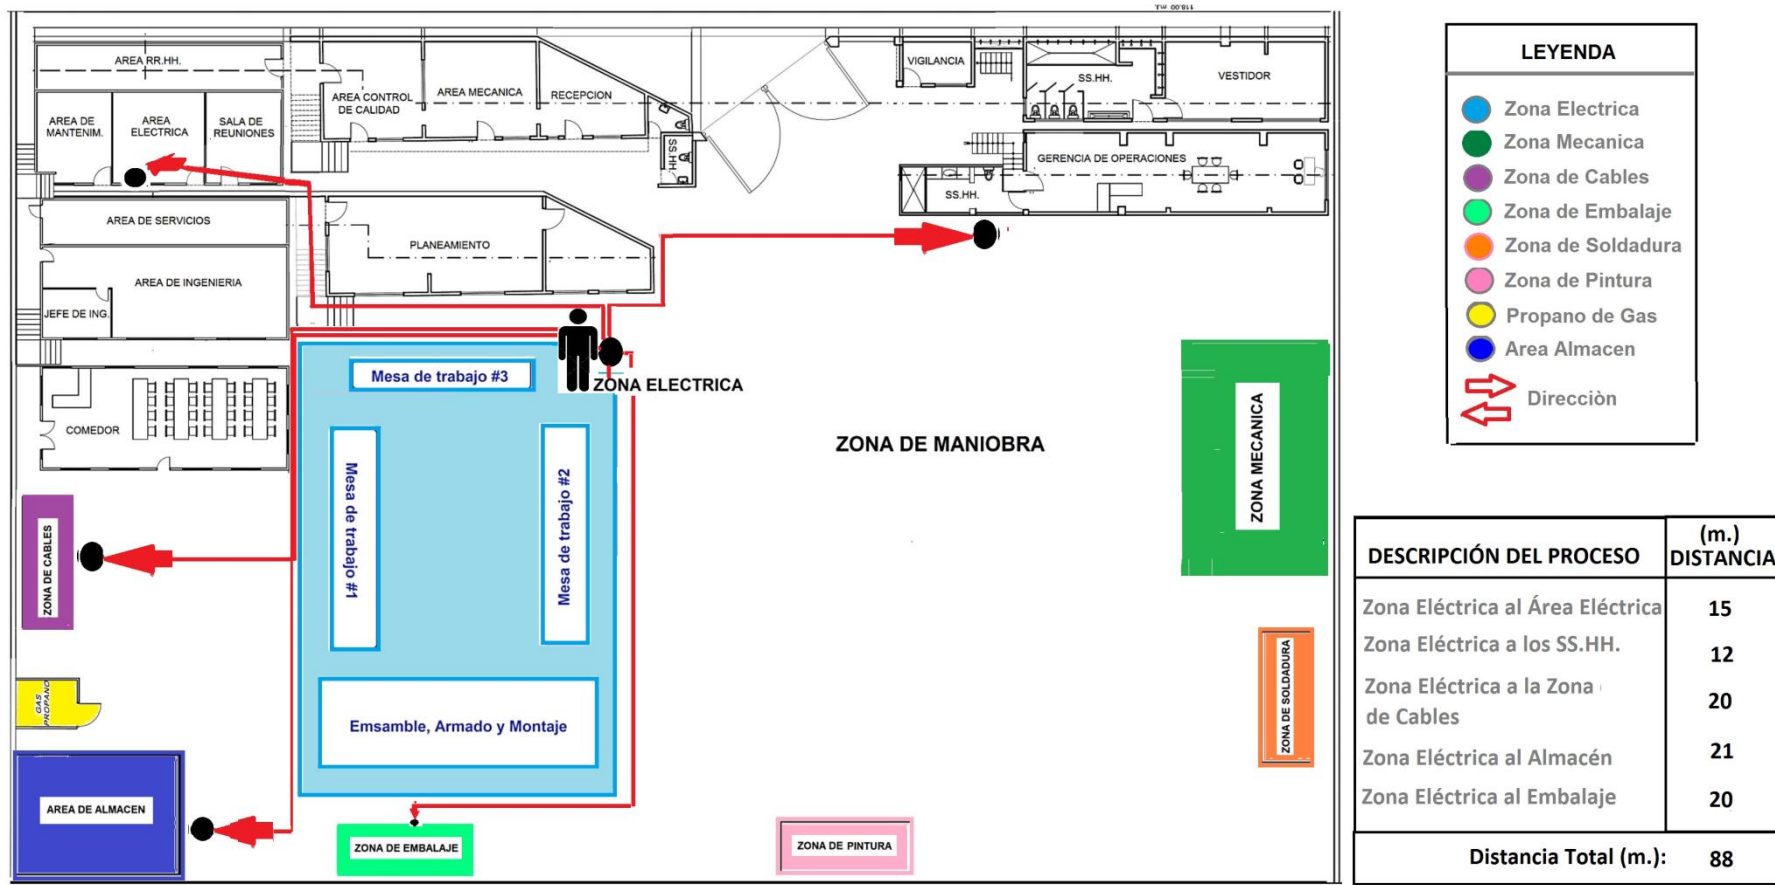 118.00 m.l
AREA RR.HH.
AREA DE
MANTENIM.
AREA
ELECTRICA
SALA DE
REUNIONES
AREA CONTROL
DE CALIDAD
AREA MECANICA
RECEPCION
SS.HH.
VIGILANCIA
SS.HH.
VESTIDOR
GERENCIA DE OPERACIONES
SS.HH.
AREA DE SERVICIOS
PLANEAMIENTO
AREA DE INGENIERIA
JEFE DE ING.
COMEDOR
Mesa de trabajo #3
ZONA ELECTRICA
Mesa de trabajo #1
Mesa de trabajo #2
Emsamble, Armado y Montaje
ZONA DE MANIOBRA
ZONA MECANICA
ZONA DE CABLES
GAS
PROPANO
ZONA DE SOLDADURA
AREA DE ALMACEN
ZONA DE EMBALAJE
ZONA DE PINTURA
LEYENDA
Zona Electrica
Zona Mecanica
Zona de Cables
Zona de Embalaje
Zona de Soldadura
Zona de Pintura
Propano de Gas
Area Almacen
Direcciòn
DESCRIPCIÓN DEL PROCESO (m.) DISTANCIA
Zona Eléctrica al Área Eléctrica 15
Zona Eléctrica a los SS.HH. 12
Zona Eléctrica a la Zona
de Cables 20
Zona Eléctrica al Almacén 21
Zona Eléctrica al Embalaje 20
Distancia Total (m.): 88